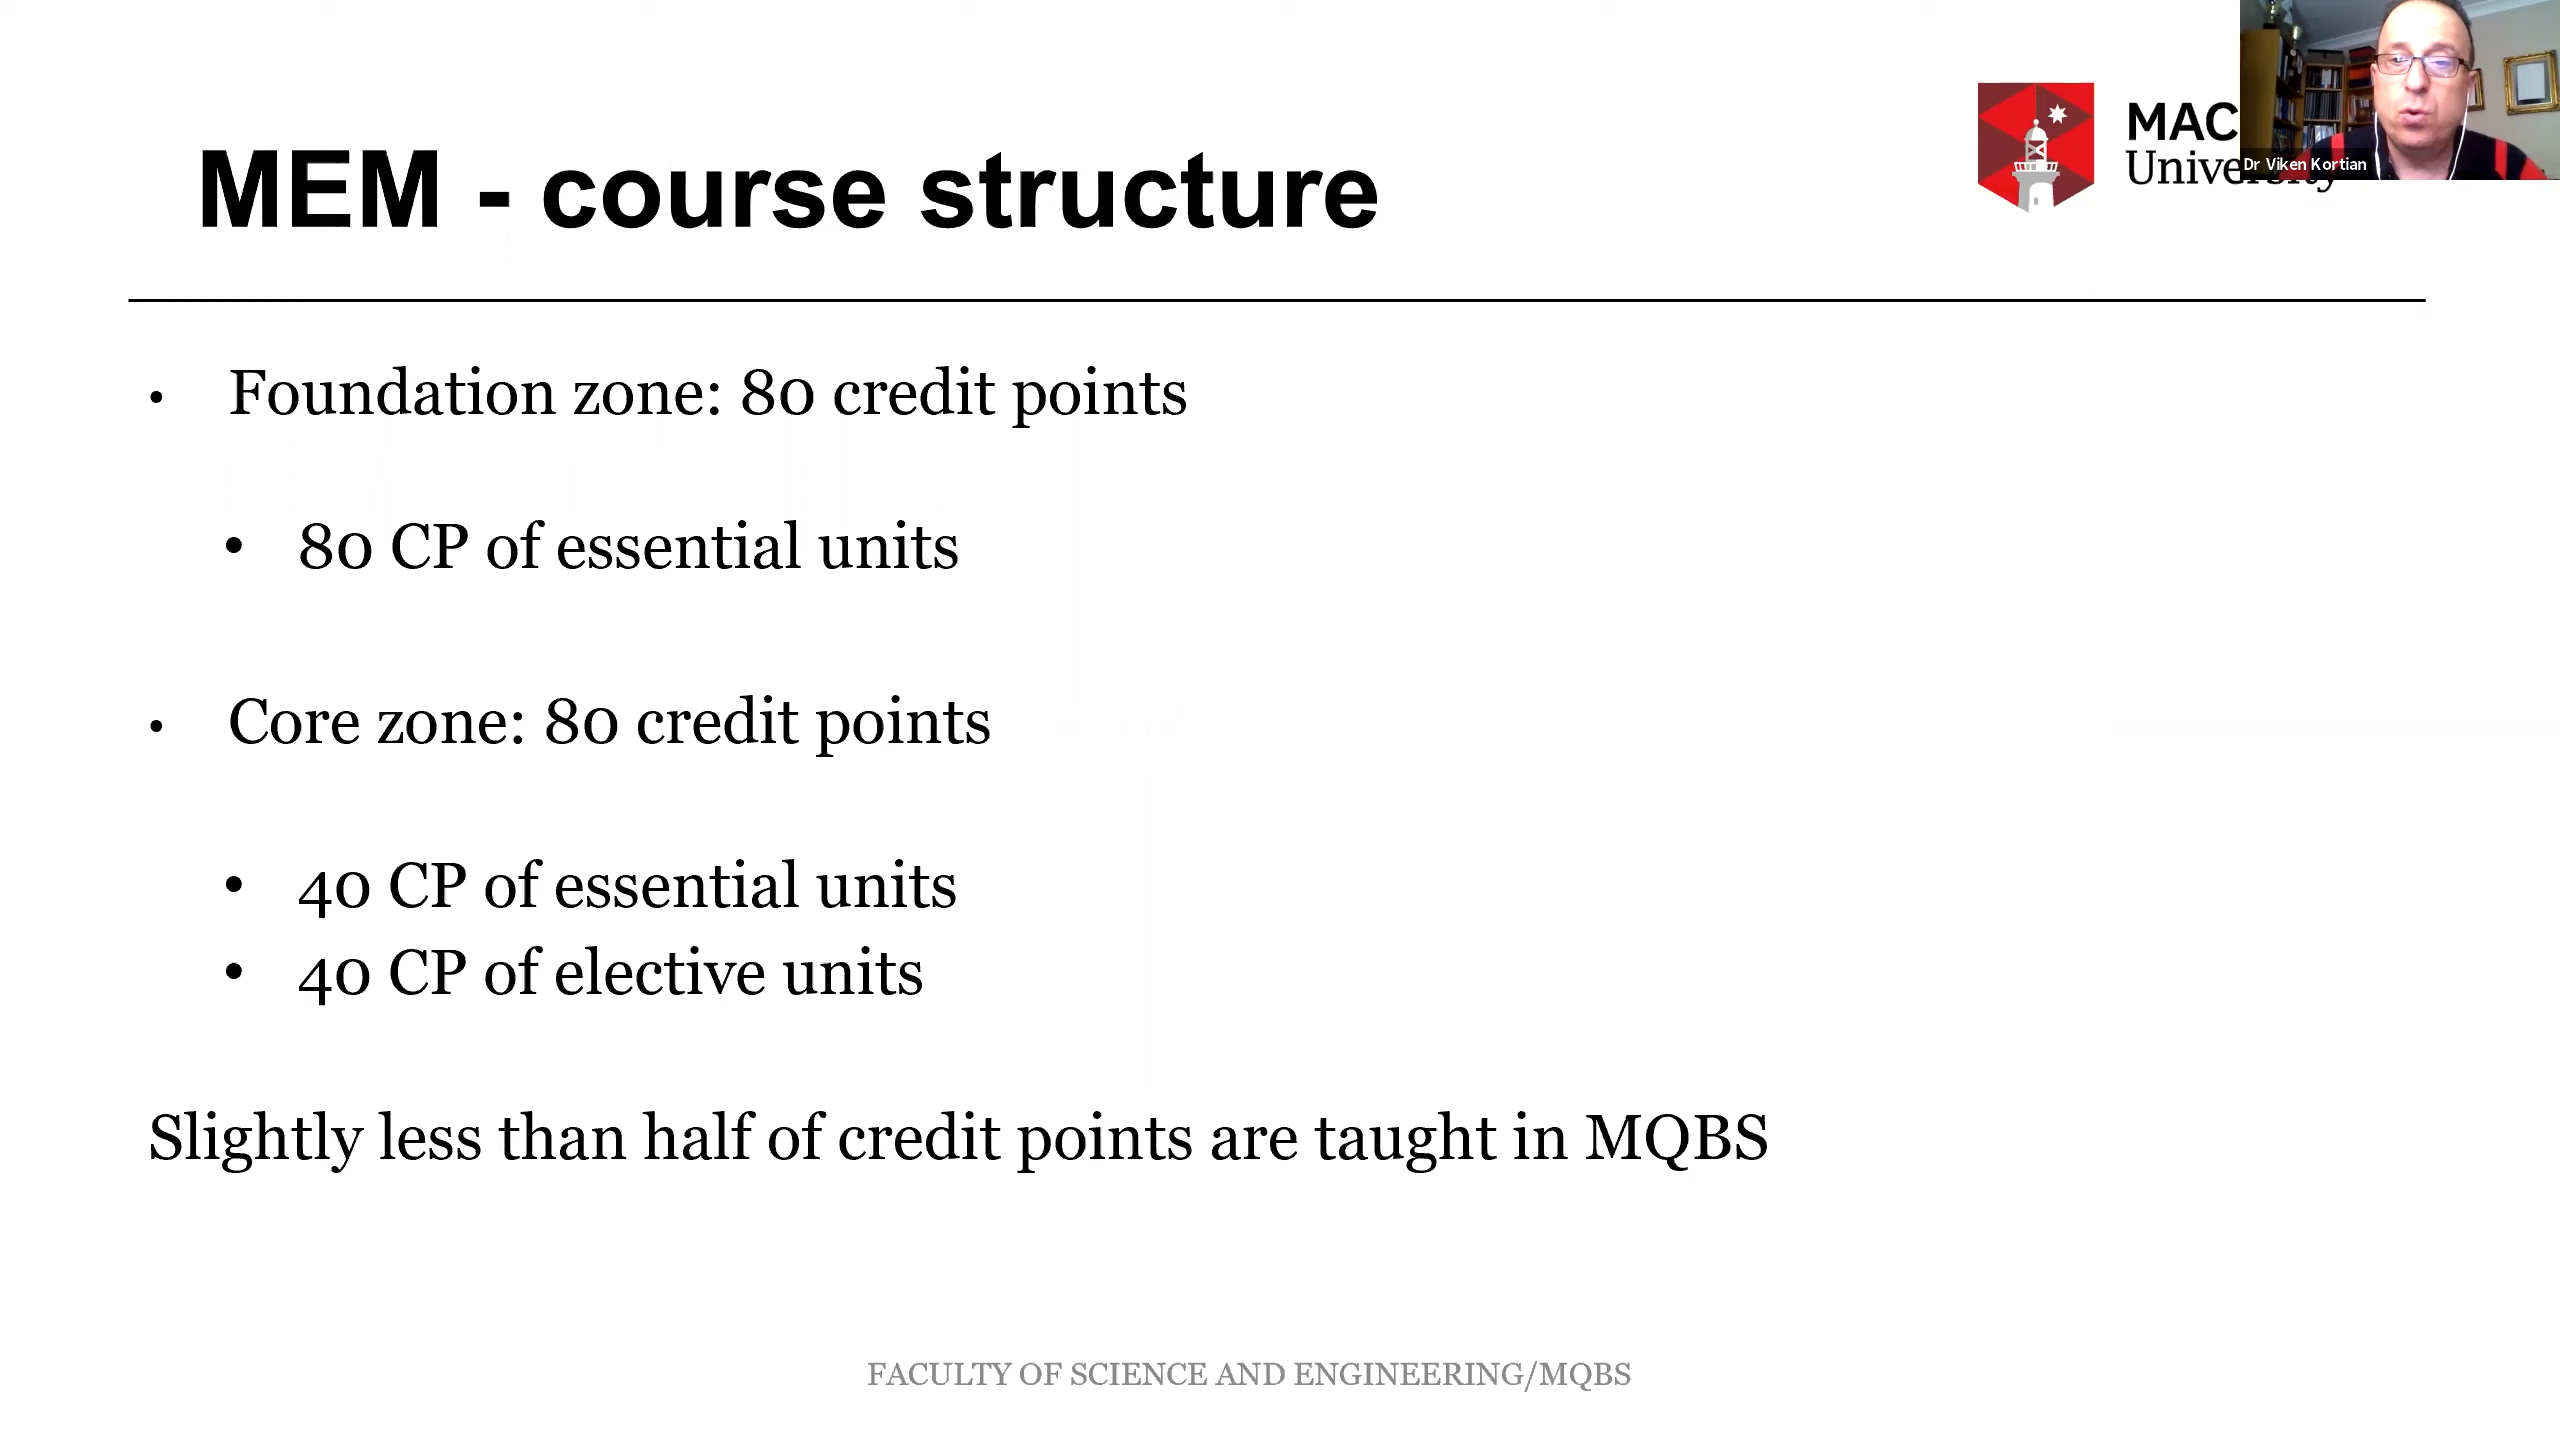 MEM - course structure
MAC
University
Dr Viken Kortian
• Foundation zone: 80 credit points
• 80 CP of essential units
• Core zone: 80 credit points
• 40 CP of essential units
• 40 CP of elective units
Slightly less than half of credit points are taught in MQBS
FACULTY OF SCIENCE AND ENGINEERING/MQBS